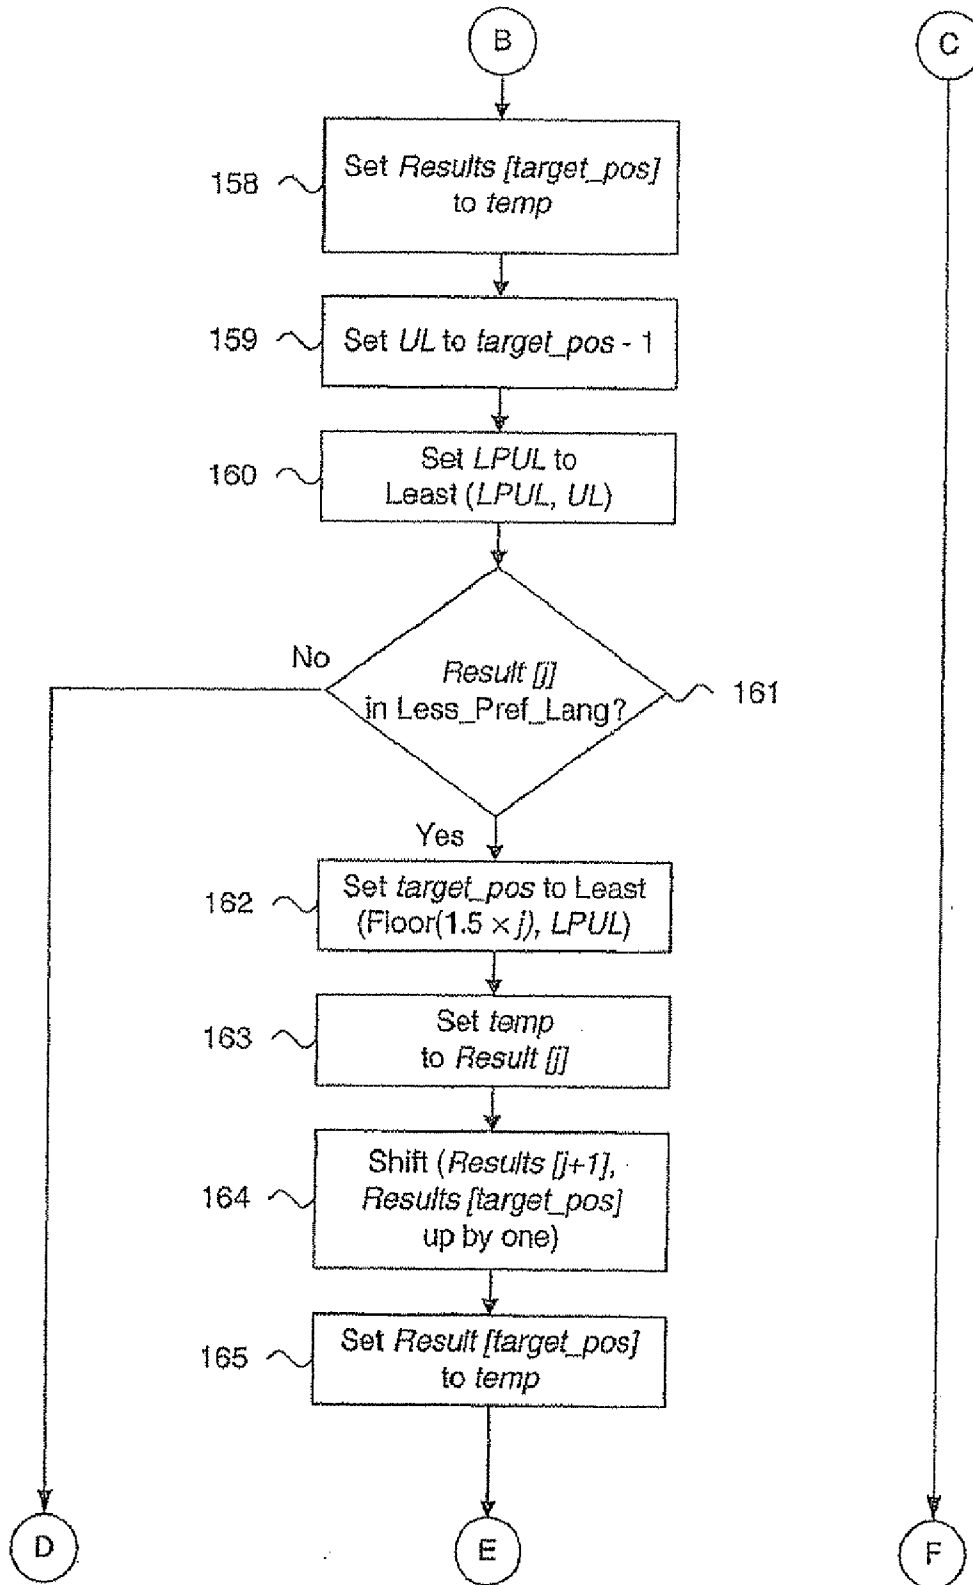 B
C
158
Set Results [target_pos]
to temp
159
Set UL to target_pos - 1
160
Set LPUL to
Least (LPUL, UL)
No
Result [j]
in Less_Pref_Lang?
161
Yes
162
Set target_pos to Least
(Floor(1.5 × j), LPUL)
163
Set temp
to Result [j]
164
Shift (Results [j+1],
Results [target_pos]
up by one)
165
Set Result [target_pos]
to temp
D
E
F